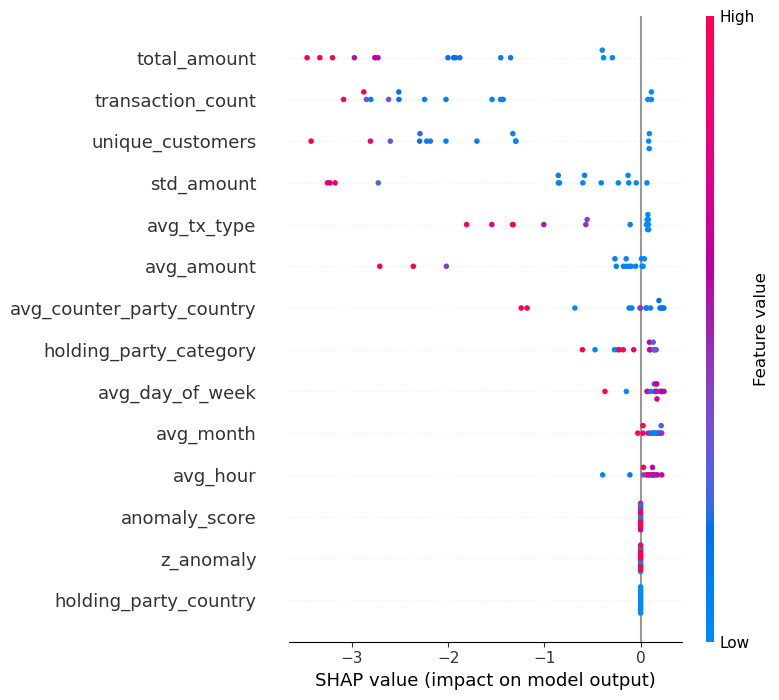 High
total_amount
transaction_count
unique_customers
std_amount
avg_tx_type
avg_amount
avg_counter_party_country
holding_party_category
avg_day_of_week
avg_month
avg_hour
anomaly_score
z_anomaly
holding_party_country
Feature value
Low
−3 −2 −1 0
SHAP value (impact on model output)